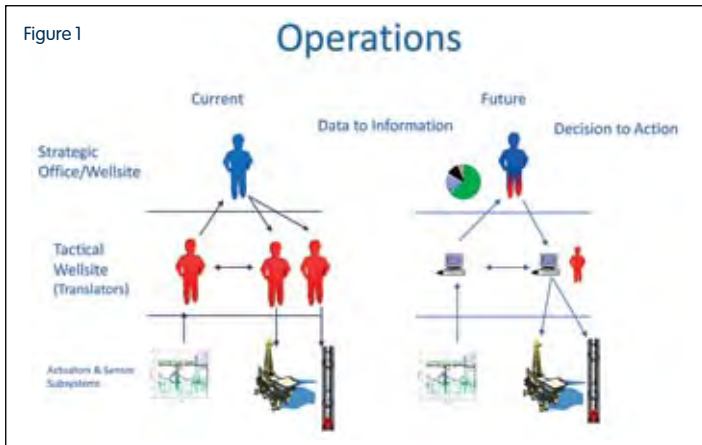 Figure 1
Operations
Current
Future
Data to Information
Decision to Action
Strategic
Office/Wellsite
Tactical
Wellsite
(Translators)
Actuators & Sensor
Subsystems